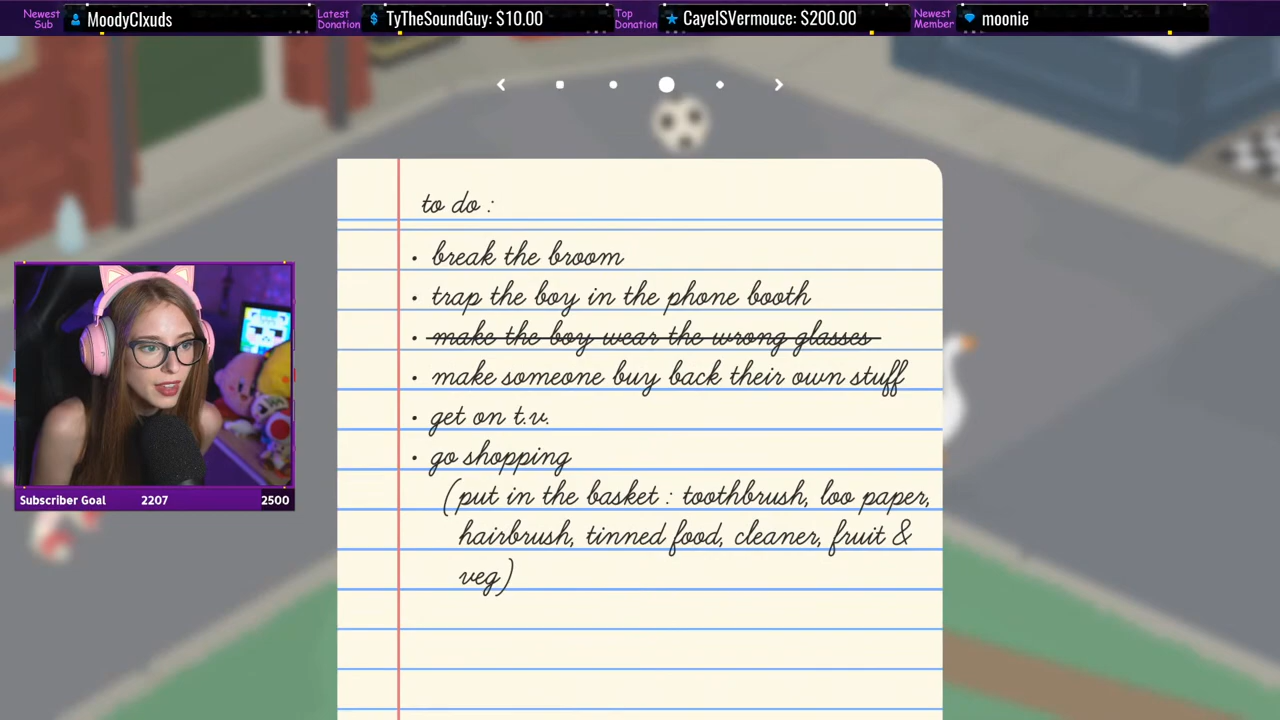 Newest Sub
MoodyClxuds
Latest Donation
TyTheSoundGuy: $10.00
Top Donation
CayeISVermouce: $200.00
Newest Member
moonie
to do :
• break the broom
• trap the boy in the phone booth
• make the boy wear the wrong glasses
• make someone buy back their own stuff
• get on t.v.
• go shopping
(put in the basket : toothbrush, loo paper,
hairbrush, tinned food, cleaner, fruit &
veg)
Subscriber Goal 2207 2500